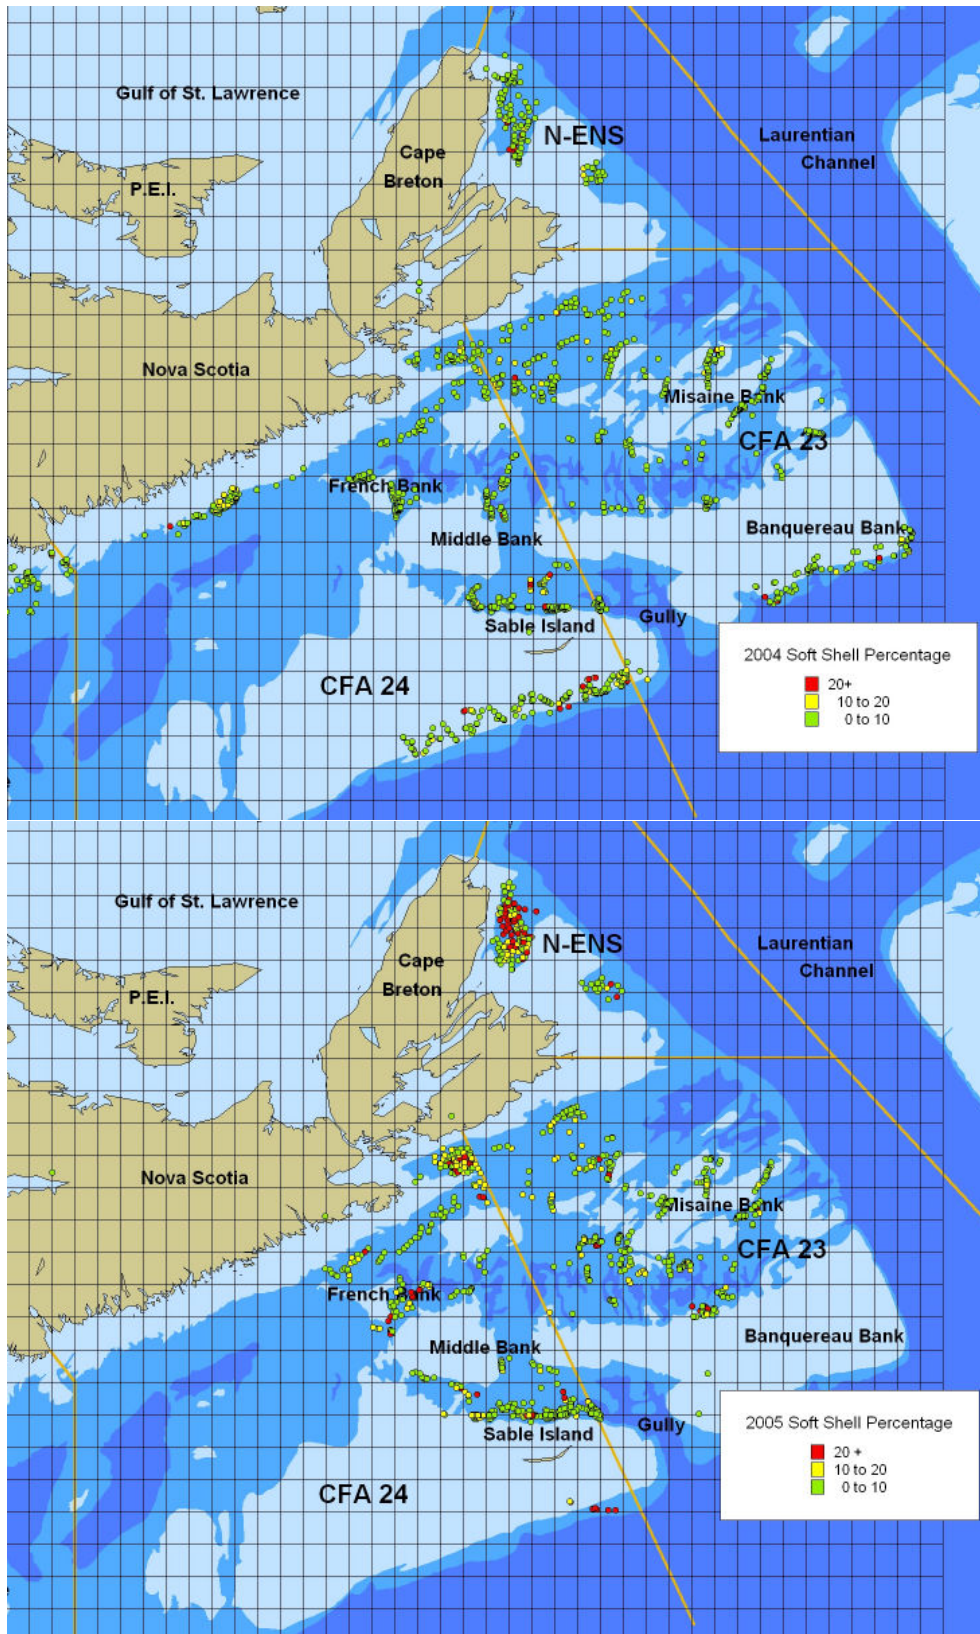 Gulf of St. Lawrence
N-ENS
Laurentian
Channel
Cape
Breton
P.E.I.
Nova Scotia
Misaine Bank
CFA 23
French Bank
Middle Bank
Banquereau Bank
Sable Island
Gully
CFA 24
2004 Soft Shell Percentage
20+
10 to 20
0 to 10
Gulf of St. Lawrence
N-ENS
Laurentian
Channel
Cape
Breton
P.E.I.
Nova Scotia
Misaine Bank
CFA 23
French Bank
Middle Bank
Banquereau Bank
Sable Island
Gully
CFA 24
2005 Soft Shell Percentage
20 +
10 to 20
0 to 10